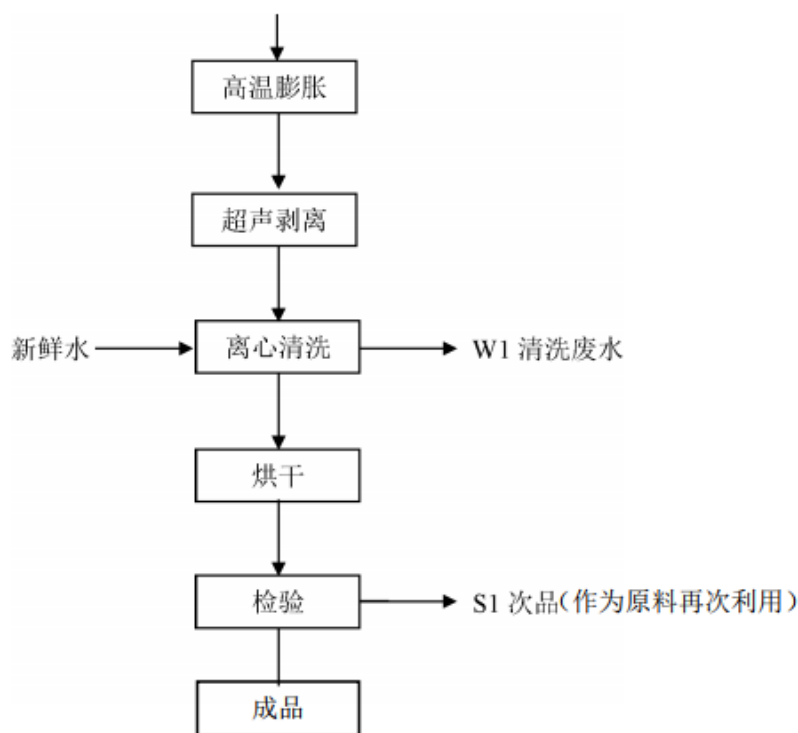 高温膨胀
超声剥离
新鲜水
离心清洗
W1 清洗废水
烘干
检验
S1 次品（作为原料再次利用）
成品